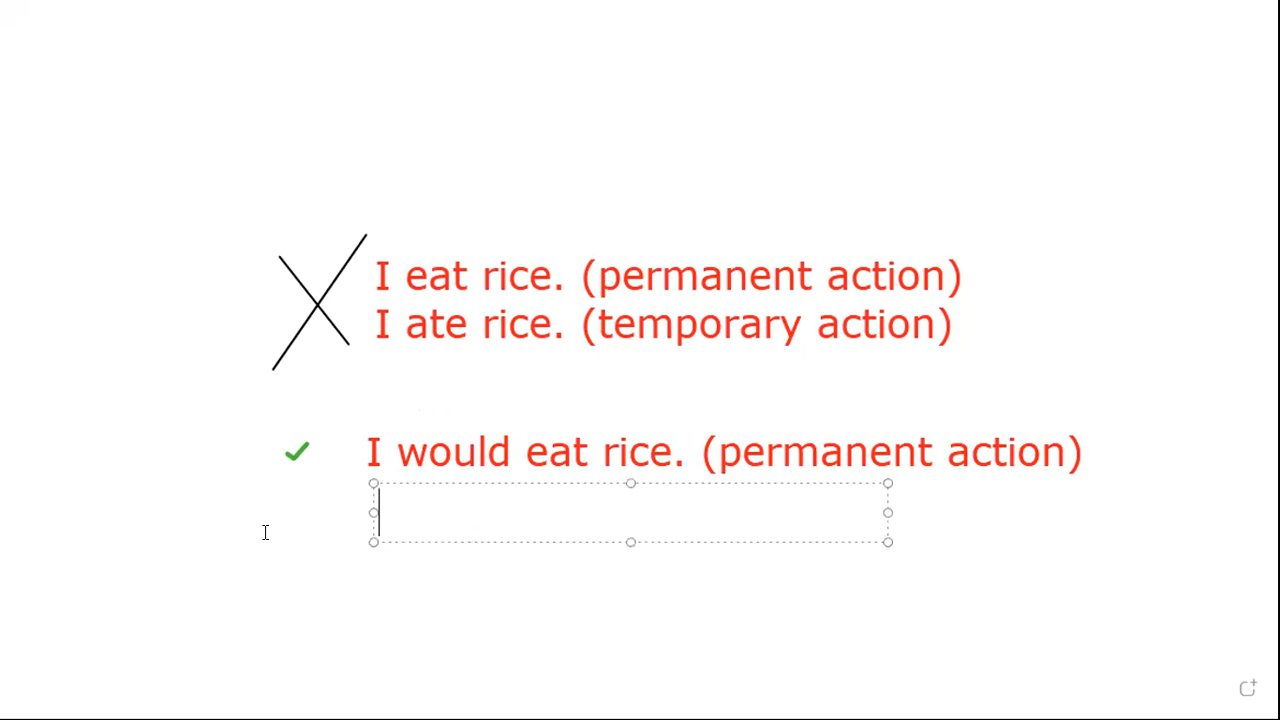 I eat rice. (permanent action)
I ate rice. (temporary action)
I would eat rice. (permanent action)